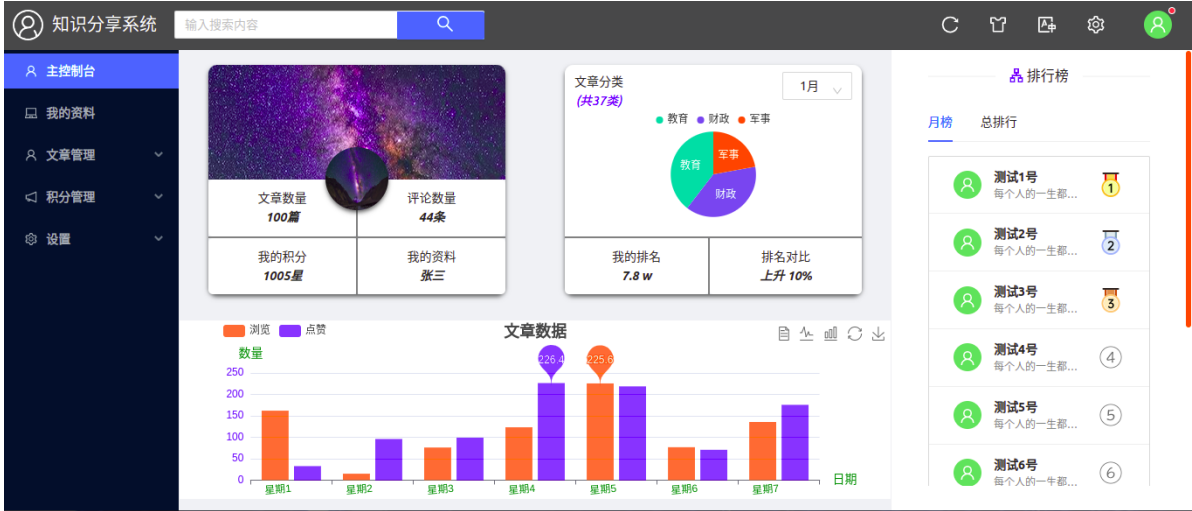 知识分享系统
输入搜索内容
主控制台
我的资料
文章管理
积分管理
设置
文章数量
100篇
评论数量
44条
我的积分
1005星
我的资料
张三
文章分类
(共37类)
1月
教育 财政 军事
教育
军事
财政
我的排名
7.8 w
排名对比
上升 10%
浏览 点赞
文章数据
数量
250
200
150
100
50
0
226.4
225.6
星期1 星期2 星期3 星期4 星期5 星期6 星期7
日期
排行榜
月榜 总排行
测试1号
每个人的一生都...
1
测试2号
每个人的一生都...
2
测试3号
每个人的一生都...
3
测试4号
每个人的一生都...
4
测试5号
每个人的一生都...
5
测试6号
每个人的一生都...
6